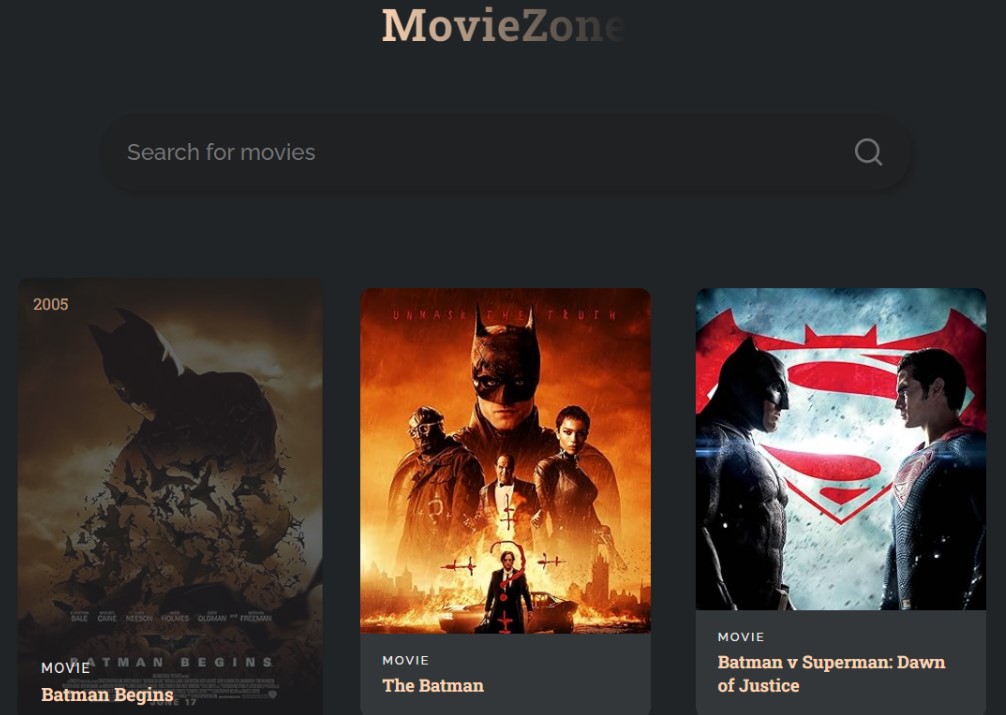 MovieZone
Search for movies
2005
UNMASK THE TRUTH
BALE CAINE NEESON HOLMES OLDMAN AND FREEMAN
BATMAN BEGINS
JUNE 17
MOVIE
Batman Begins
MOVIE
The Batman
MOVIE
Batman v Superman: Dawn
of Justice